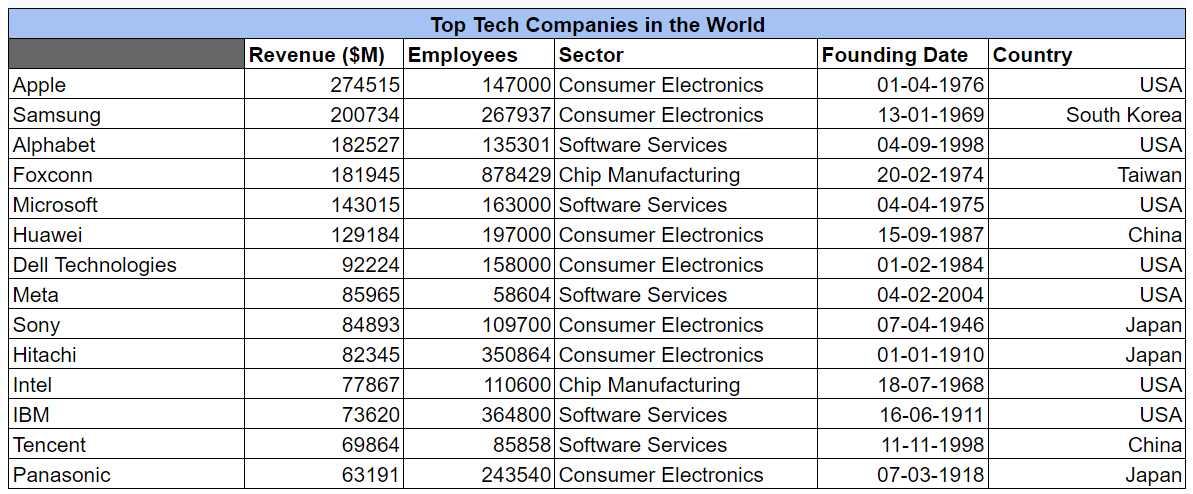 Top Tech Companies in the World
Revenue ($M) Employees Sector Founding Date Country
Apple 274515 147000 Consumer Electronics 01-04-1976 USA
Samsung 200734 267937 Consumer Electronics 13-01-1969 South Korea
Alphabet 182527 135301 Software Services 04-09-1998 USA
Foxconn 181945 878429 Chip Manufacturing 20-02-1974 Taiwan
Microsoft 143015 163000 Software Services 04-04-1975 USA
Huawei 129184 197000 Consumer Electronics 15-09-1987 China
Dell Technologies 92224 158000 Consumer Electronics 01-02-1984 USA
Meta 85965 58604 Software Services 04-02-2004 USA
Sony 84893 109700 Consumer Electronics 07-04-1946 Japan
Hitachi 82345 350864 Consumer Electronics 01-01-1910 Japan
Intel 77867 110600 Chip Manufacturing 18-07-1968 USA
IBM 73620 364800 Software Services 16-06-1911 USA
Tencent 69864 85858 Software Services 11-11-1998 China
Panasonic 63191 243540 Consumer Electronics 07-03-1918 Japan